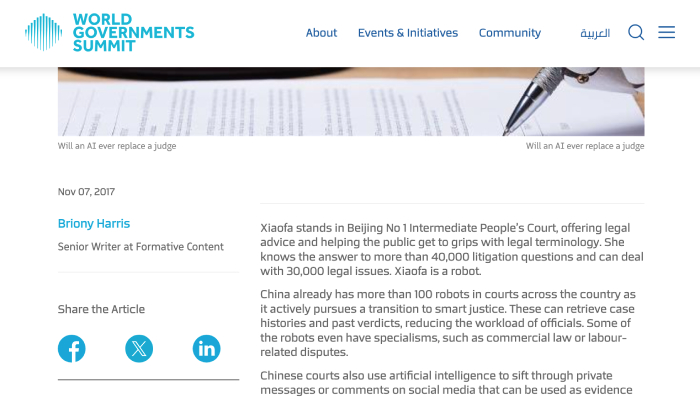 WORLD
GOVERNMENTS
SUMMIT
About
Events & Initiatives
Community
العربية
Will an AI ever replace a judge
Will an AI ever replace a judge
Nov 07, 2017
Briony Harris
Senior Writer at Formative Content
Share the Article
Xiaofa stands in Beijing No 1 Intermediate People's Court, offering legal
advice and helping the public get to grips with legal terminology. She
knows the answer to more than 40,000 litigation questions and can deal
with 30,000 legal issues. Xiaofa is a robot.
China already has more than 100 robots in courts across the country as
it actively pursues a transition to smart justice. These can retrieve case
histories and past verdicts, reducing the workload of officials. Some of
the robots even have specialisms, such as commercial law or labour-
related disputes.
Chinese courts also use artificial intelligence to sift through private
messages or comments on social media that can be used as evidence